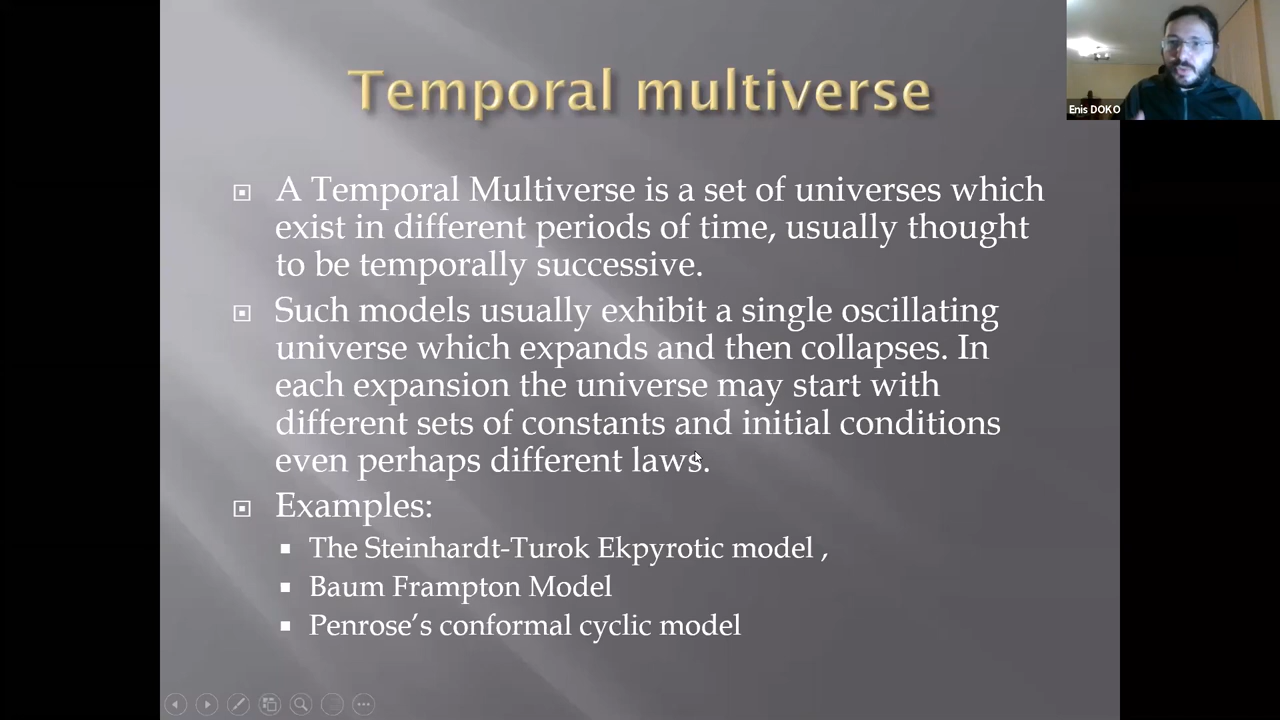 Temporal multiverse
Enis DOKO
A Temporal Multiverse is a set of universes which
exist in different periods of time, usually thought
to be temporally successive.
Such models usually exhibit a single oscillating
universe which expands and then collapses. In
each expansion the universe may start with
different sets of constants and initial conditions
even perhaps different laws.
Examples:
The Steinhardt-Turok Ekpyrotic model ,
Baum Frampton Model
Penrose’s conformal cyclic model